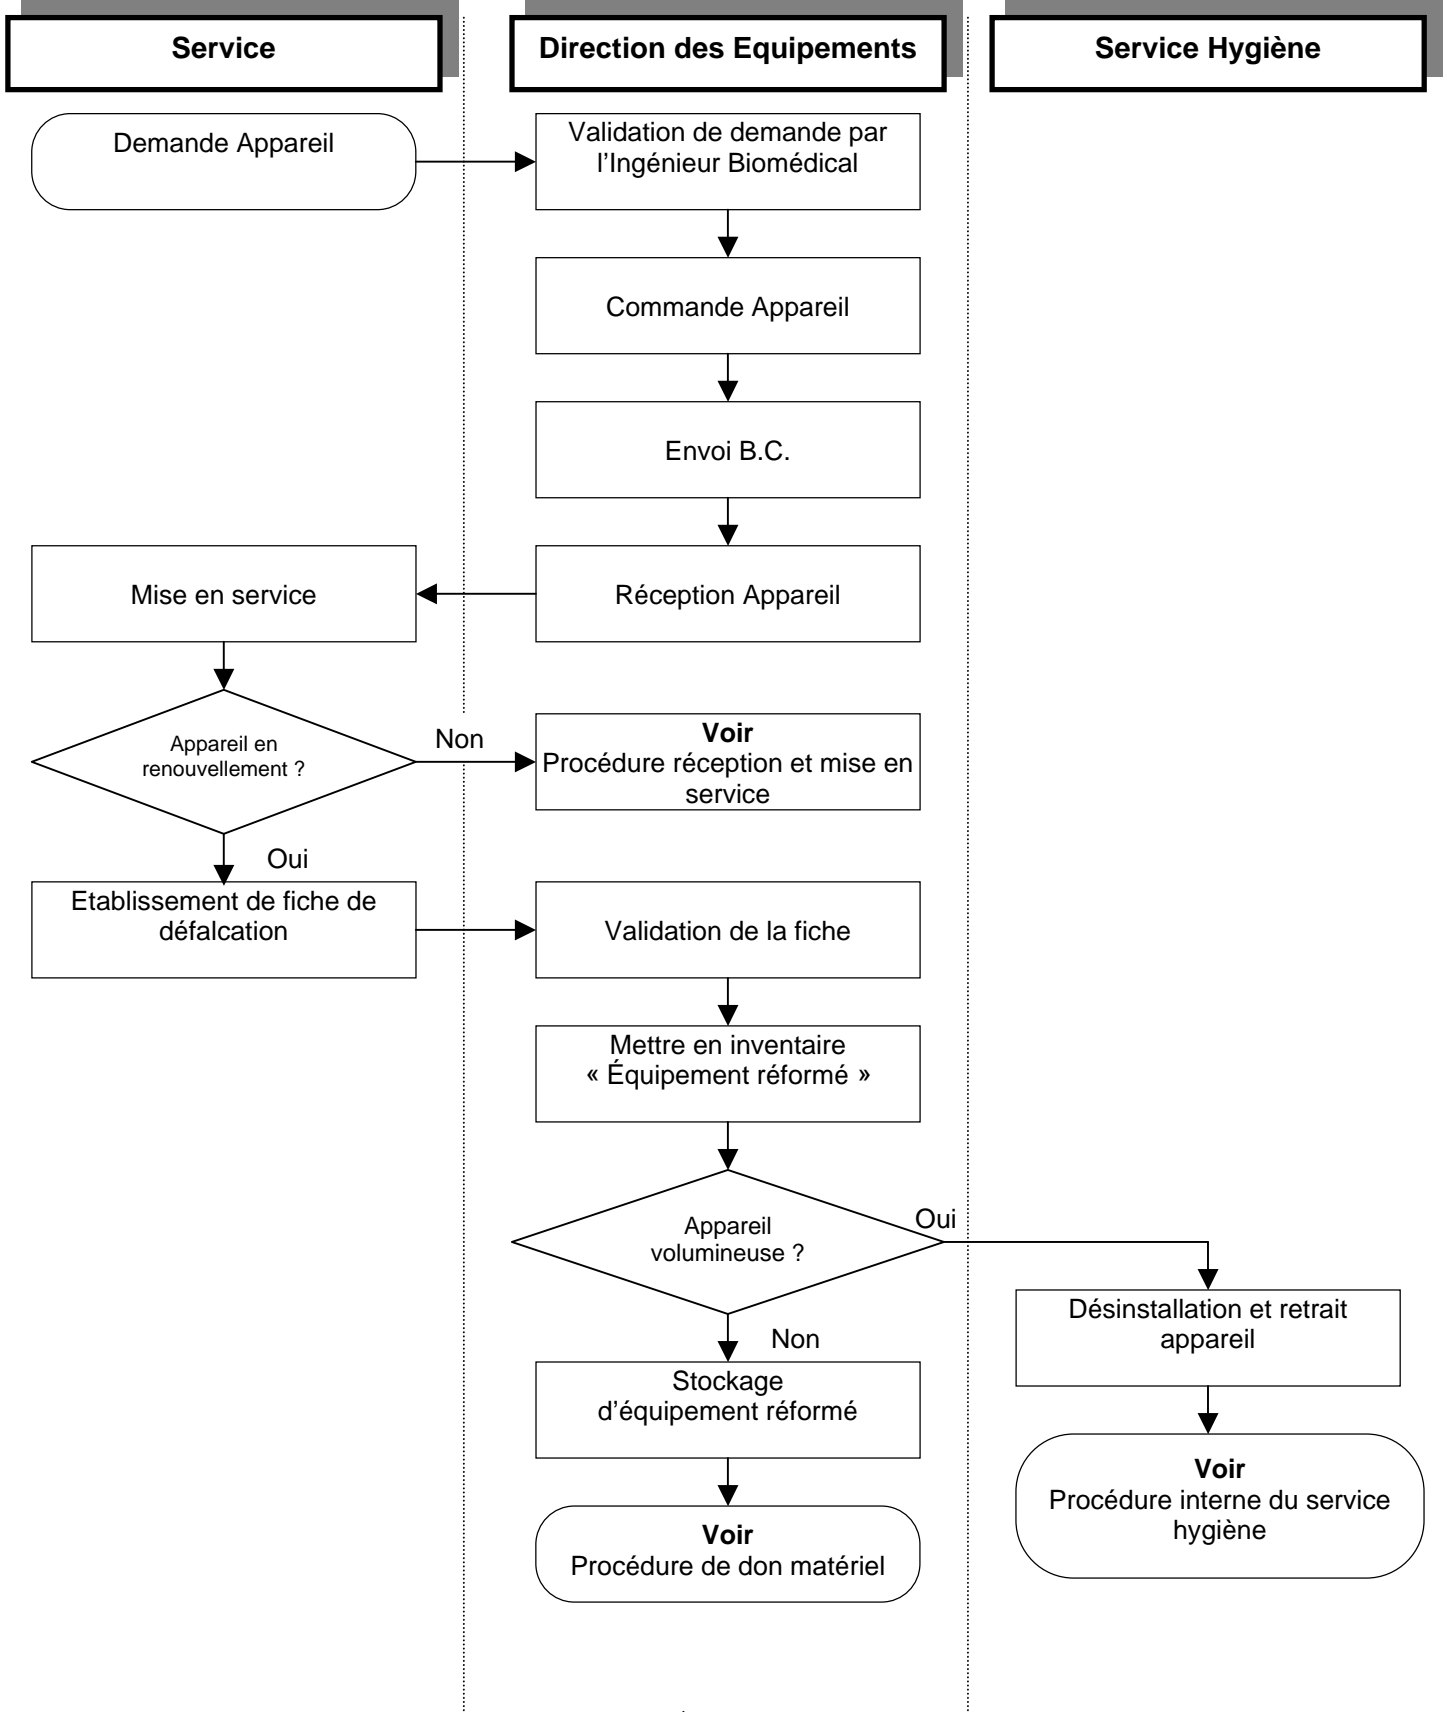 Service
Direction des Equipements
Service Hygiène
Demande Appareil
Validation de demande par
l’Ingénieur Biomédical
Commande Appareil
Envoi B.C.
Mise en service
Réception Appareil
Appareil en
renouvellement ?
Non
Voir
Procédure réception et mise en
service
Oui
Etablissement de fiche de
défalcation
Validation de la fiche
Mettre en inventaire
« Équipement réformé »
Appareil
volumineuse ?
Oui
Désinstallation et retrait
appareil
Non
Stockage
d’équipement réformé
Voir
Procédure interne du service
hygiène
Voir
Procédure de don matériel